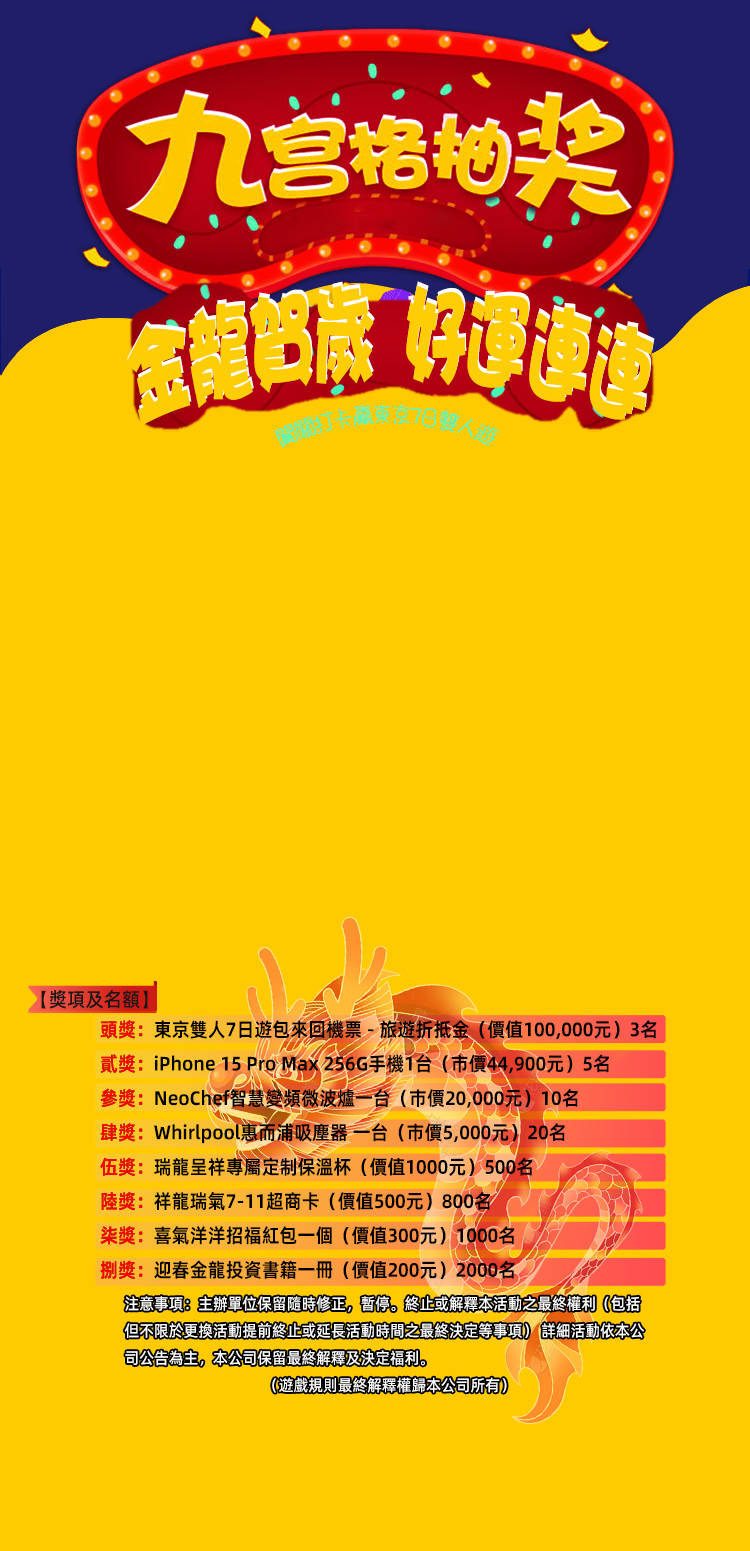 九宫格抽奖
金龍賀歲 好運連連
闖關打卡贏東京7日雙人遊
【獎項及名額】
頭獎：東京雙人7日遊包來回機票 - 旅遊折抵金（價值100,000元）3名
貳獎：iPhone 15 Pro Max 256G手機1台（市價44,900元）5名
參獎：NeoChef智慧變頻微波爐一台（市價20,000元）10名
肆獎：Whirlpool惠而浦吸塵器 一台（市價5,000元）20名
伍獎：瑞龍呈祥專屬定制保溫杯（價值1000元）500名
陸獎：祥龍瑞氣7-11超商卡（價值500元）800名
柒獎：喜氣洋洋招福紅包一個（價值300元）1000名
捌獎：迎春金龍投資書籍一冊（價值200元）2000名
注意事項：主辦單位保留隨時修正，暫停。終止或解釋本活動之最終權利（包括
但不限於更換活動提前終止或延長活動時間之最終決定等事項） 詳細活動依本公
司公告為主，本公司保留最終解釋及決定福利。
（遊戲規則最終解釋權歸本公司所有）